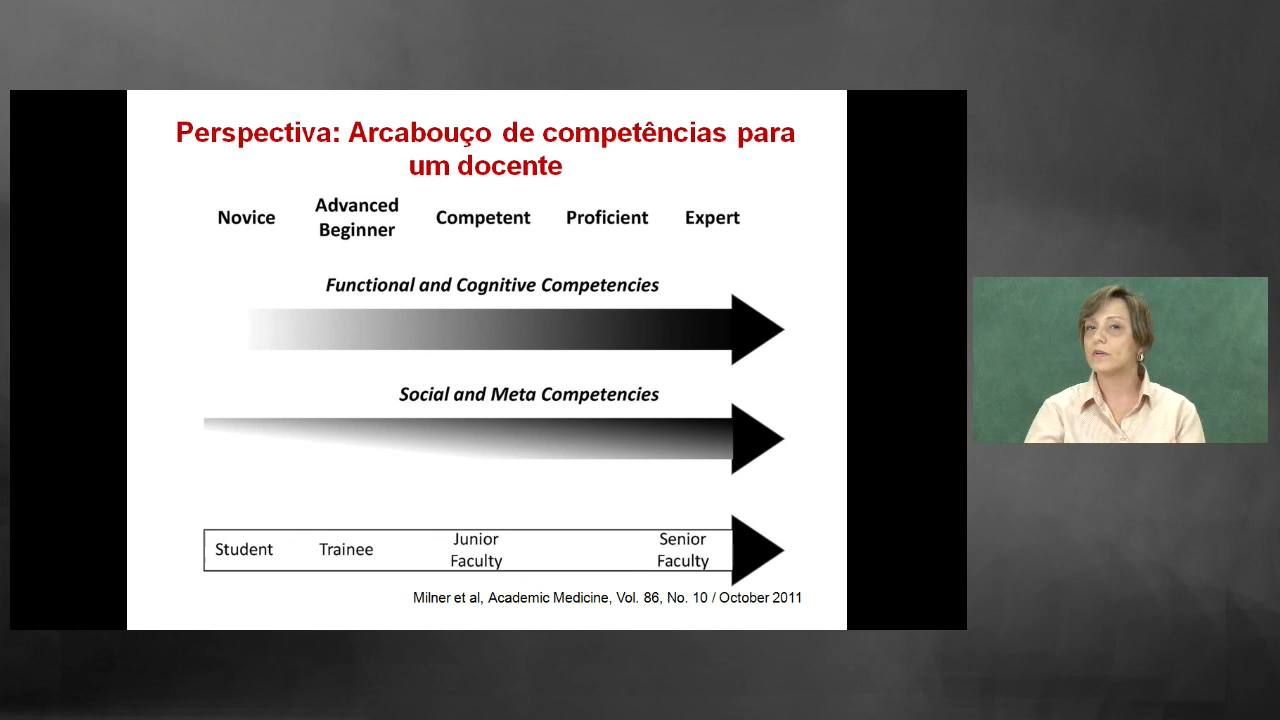 Perspectiva: Arcabouço de competências para
um docente
Novice
Advanced
Beginner
Competent
Proficient
Expert
Functional and Cognitive Competencies
Social and Meta Competencies
Student
Trainee
Junior
Faculty
Senior
Faculty
Milner et al, Academic Medicine, Vol. 86, No. 10 / October 2011